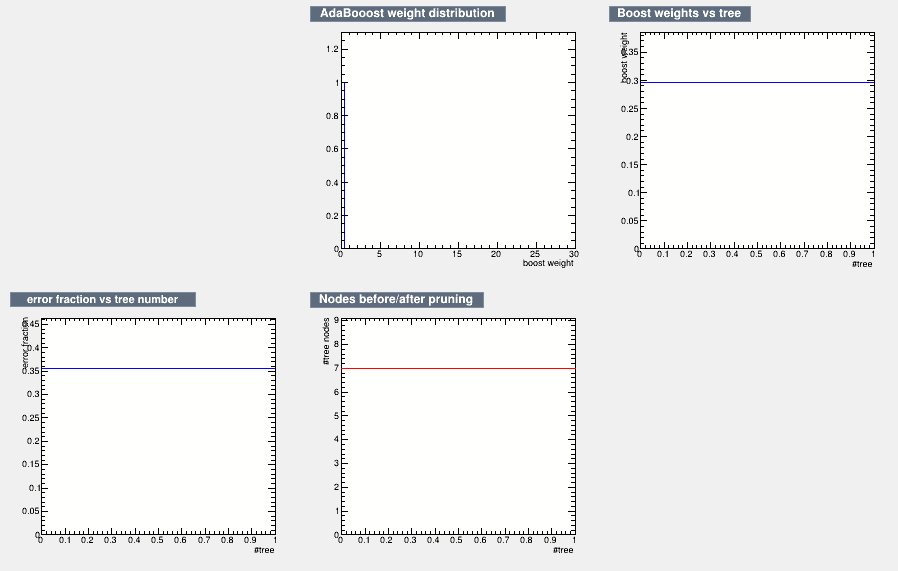 AdaBooost weight distribution
Boost weights vs tree
1.2
1
0.8
0.6
0.4
0.2
0
0 5 10 15 20 25 30
boost weight
boost weight
0.35
0.3
0.25
0.2
0.15
0.1
0.05
0
0 0.1 0.2 0.3 0.4 0.5 0.6 0.7 0.8 0.9 1
#tree
error fraction vs tree number
Nodes before/after pruning
error fraction
0.45
0.4
0.35
0.3
0.25
0.2
0.15
0.1
0.05
0
0 0.1 0.2 0.3 0.4 0.5 0.6 0.7 0.8 0.9 1
#tree
#tree nodes
9
8
7
6
5
4
3
2
1
0
0 0.1 0.2 0.3 0.4 0.5 0.6 0.7 0.8 0.9 1
#tree